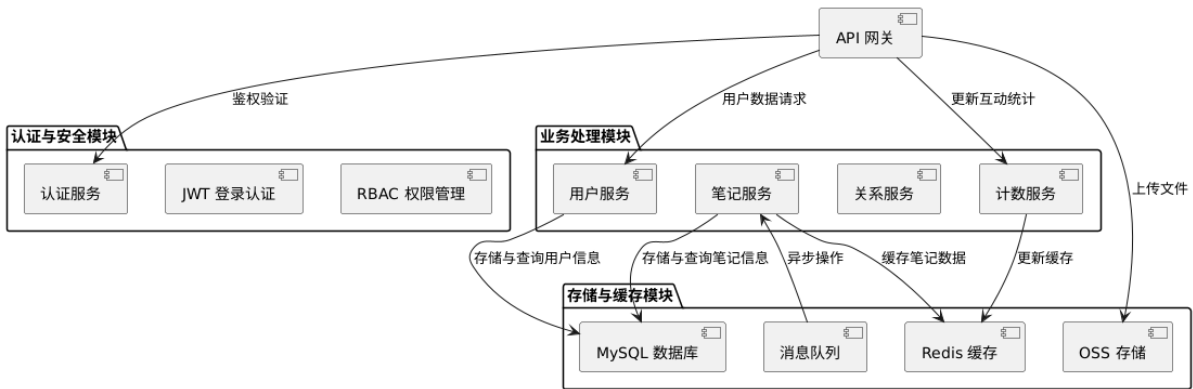 API 网关
鉴权验证
用户数据请求
更新互动统计
上传文件
认证与安全模块
认证服务
JWT 登录认证
RBAC 权限管理
业务处理模块
用户服务
笔记服务
关系服务
计数服务
存储与查询用户信息
存储与查询笔记信息
异步操作
缓存笔记数据
更新缓存
存储与缓存模块
MySQL 数据库
消息队列
Redis 缓存
OSS 存储